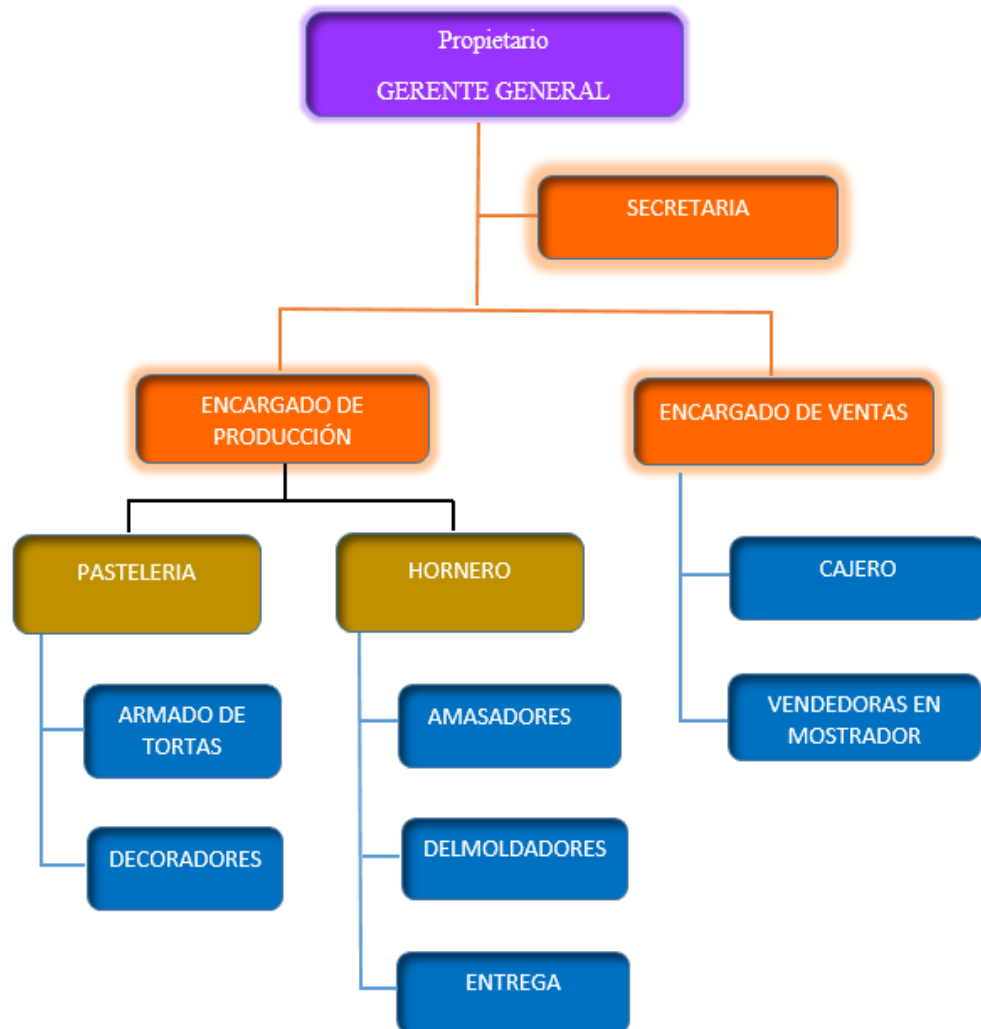 Propietario
GERENTE GENERAL
SECRETARIA
ENCARGADO DE
PRODUCCIÓN
ENCARGADO DE VENTAS
PASTELERIA
HORNERO
CAJERO
ARMADO DE
TORTAS
AMASADORES
VENDEDORAS EN
MOSTRADOR
DECORADORES
DELMOLDADORES
ENTREGA